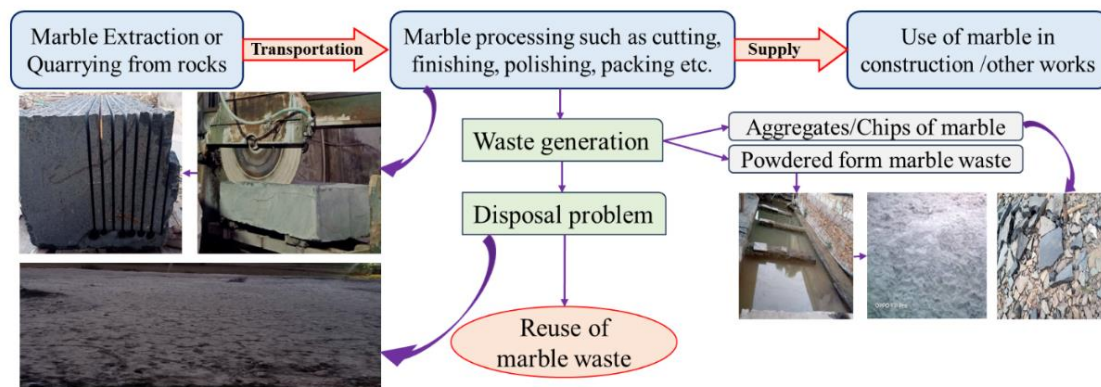 Marble Extraction or
Quarrying from rocks
Transportation
Marble processing such as cutting,
finishing, polishing, packing etc.
Supply
Use of marble in
construction /other works
Waste generation
Aggregates/Chips of marble
Powdered form marble waste
Disposal problem
Reuse of
marble waste